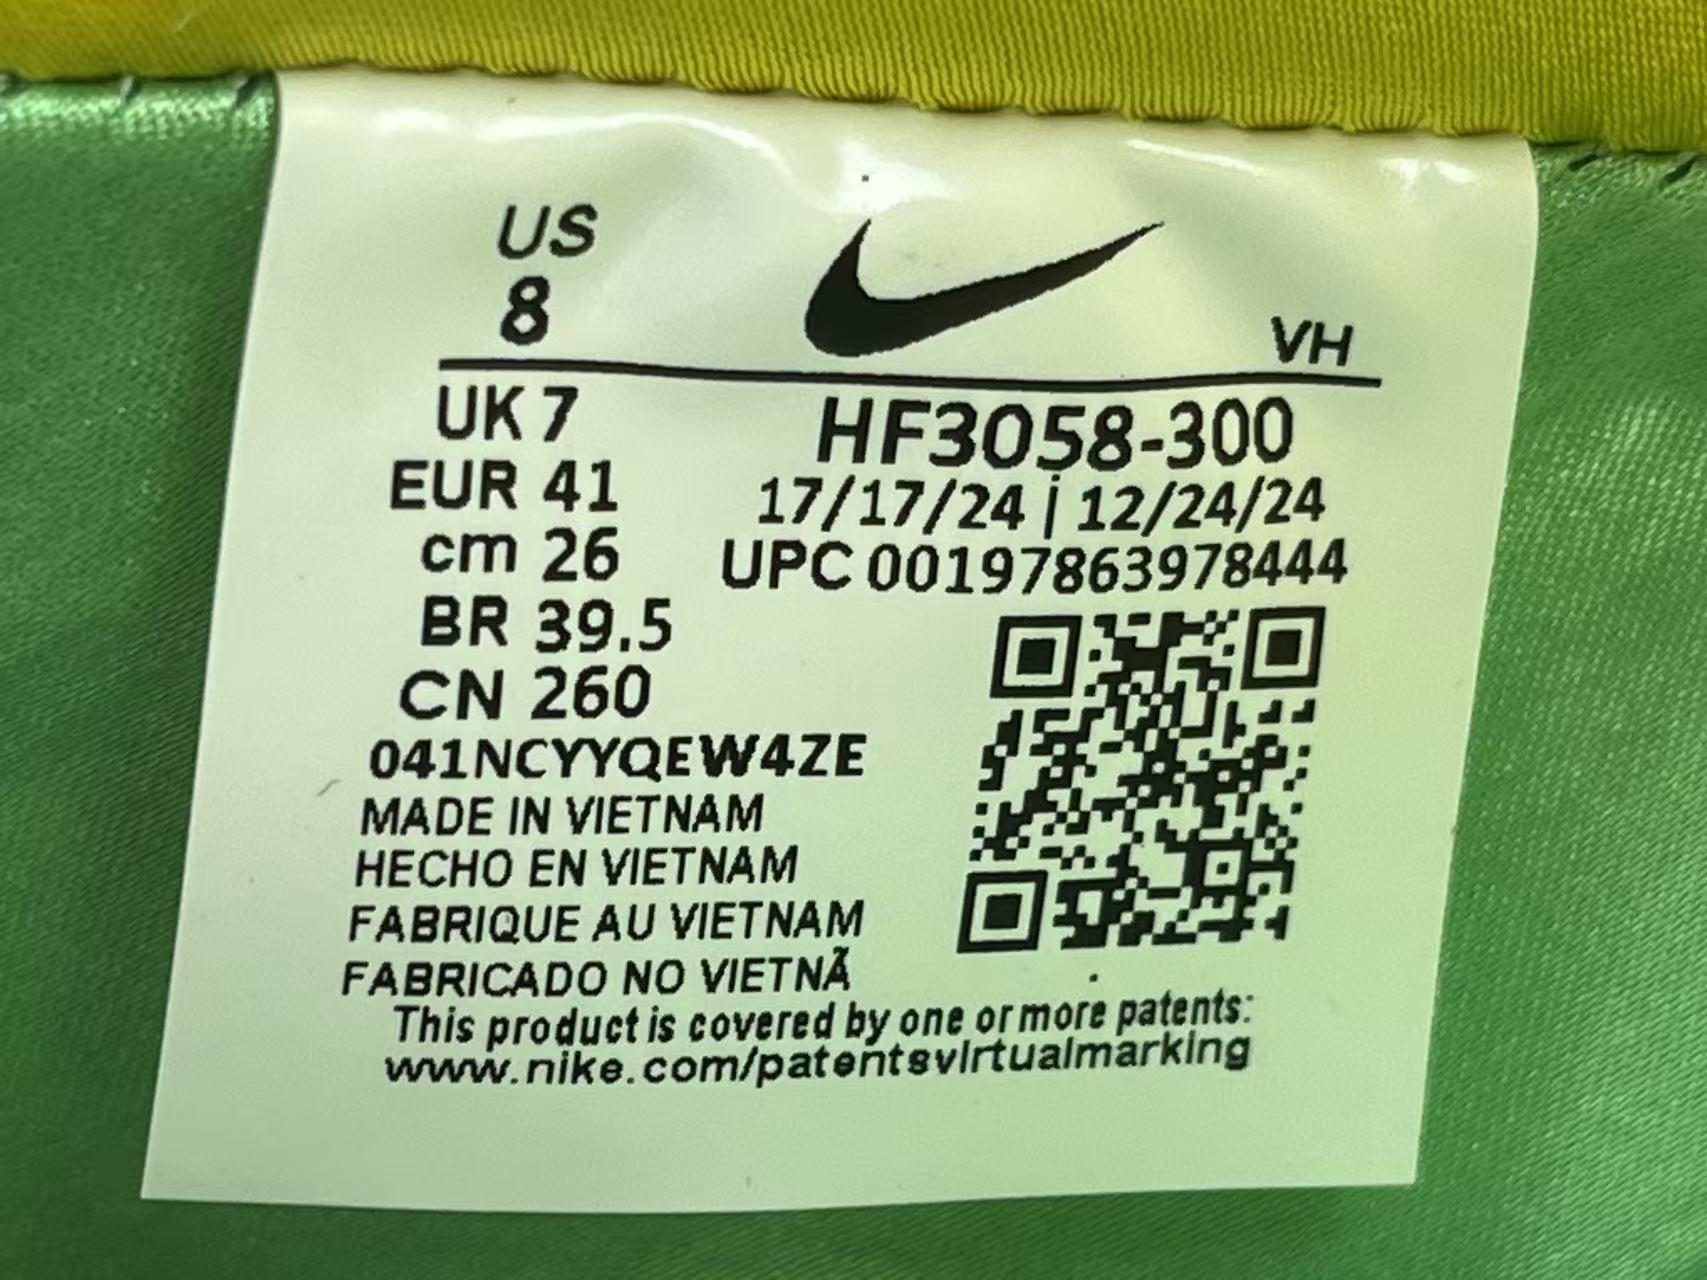 US
8
VH
UK 7
HF3058-300
EUR 41
17/17/24 | 12/24/24
cm 26
UPC 00197863978444
BR 39.5
CN 260
041NCYYQEW4ZE
MADE IN VIETNAM
HECHO EN VIETNAM
FABRIQUE AU VIETNAM
FABRICADO NO VIETNÃ
This product is covered by one or more patents:
www.nike.com/patentsvirtualmarking